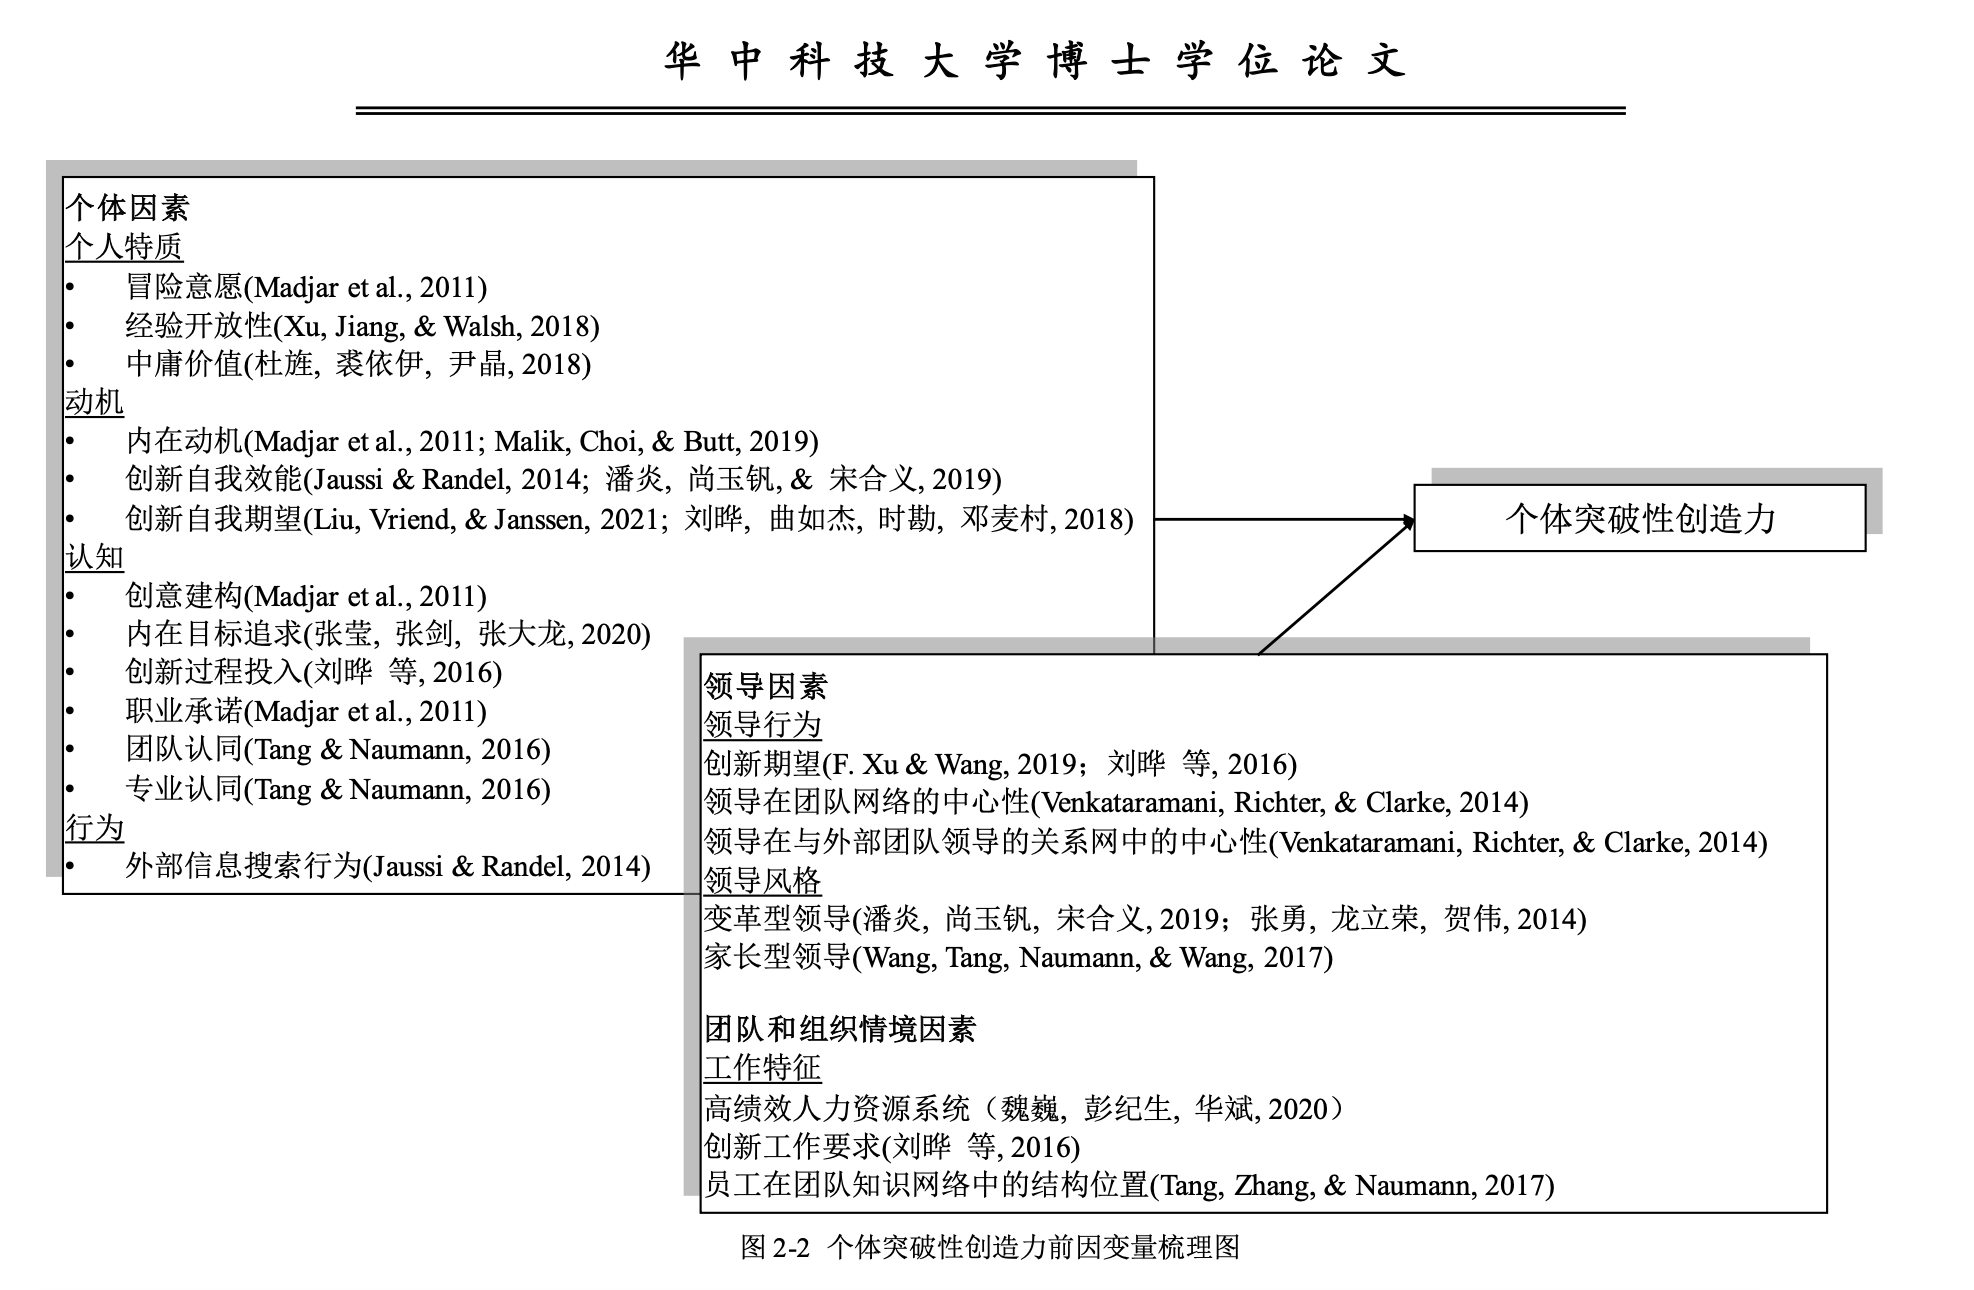 华中科技大学博士学位论文
个体因素
个人特质
• 冒险意愿(Madjar et al., 2011)
• 经验开放性(Xu, Jiang, & Walsh, 2018)
• 中庸价值(杜旌, 裘依伊, 尹晶, 2018)
动机
• 内在动机(Madjar et al., 2011; Malik, Choi, & Butt, 2019)
• 创新自我效能(Jaussi & Randel, 2014; 潘炎, 尚玉钒, & 宋合义, 2019)
• 创新自我期望(Liu, Vriend, & Janssen, 2021; 刘晔, 曲如杰, 时勘, 邓麦村, 2018)
认知
• 创意建构(Madjar et al., 2011)
• 内在目标追求(张莹, 张剑, 张大龙, 2020)
• 创新过程投入(刘晔 等, 2016)
• 职业承诺(Madjar et al., 2011)
• 团队认同(Tang & Naumann, 2016)
• 专业认同(Tang & Naumann, 2016)
行为
• 外部信息搜索行为(Jaussi & Randel, 2014)
个体突破性创造力
领导因素
领导行为
创新期望(F. Xu & Wang, 2019；刘晔 等, 2016)
领导在团队网络的中心性(Venkataramani, Richter, & Clarke, 2014)
领导在与外部团队领导的关系网中的中心性(Venkataramani, Richter, & Clarke, 2014)
领导风格
变革型领导(潘炎, 尚玉钒, 宋合义, 2019；张勇, 龙立荣, 贺伟, 2014)
家长型领导(Wang, Tang, Naumann, & Wang, 2017)
团队和组织情境因素
工作特征
高绩效人力资源系统（魏巍, 彭纪生, 华斌, 2020）
创新工作要求(刘晔 等, 2016)
员工在团队知识网络中的结构位置(Tang, Zhang, & Naumann, 2017)
图 2-2 个体突破性创造力前因变量梳理图